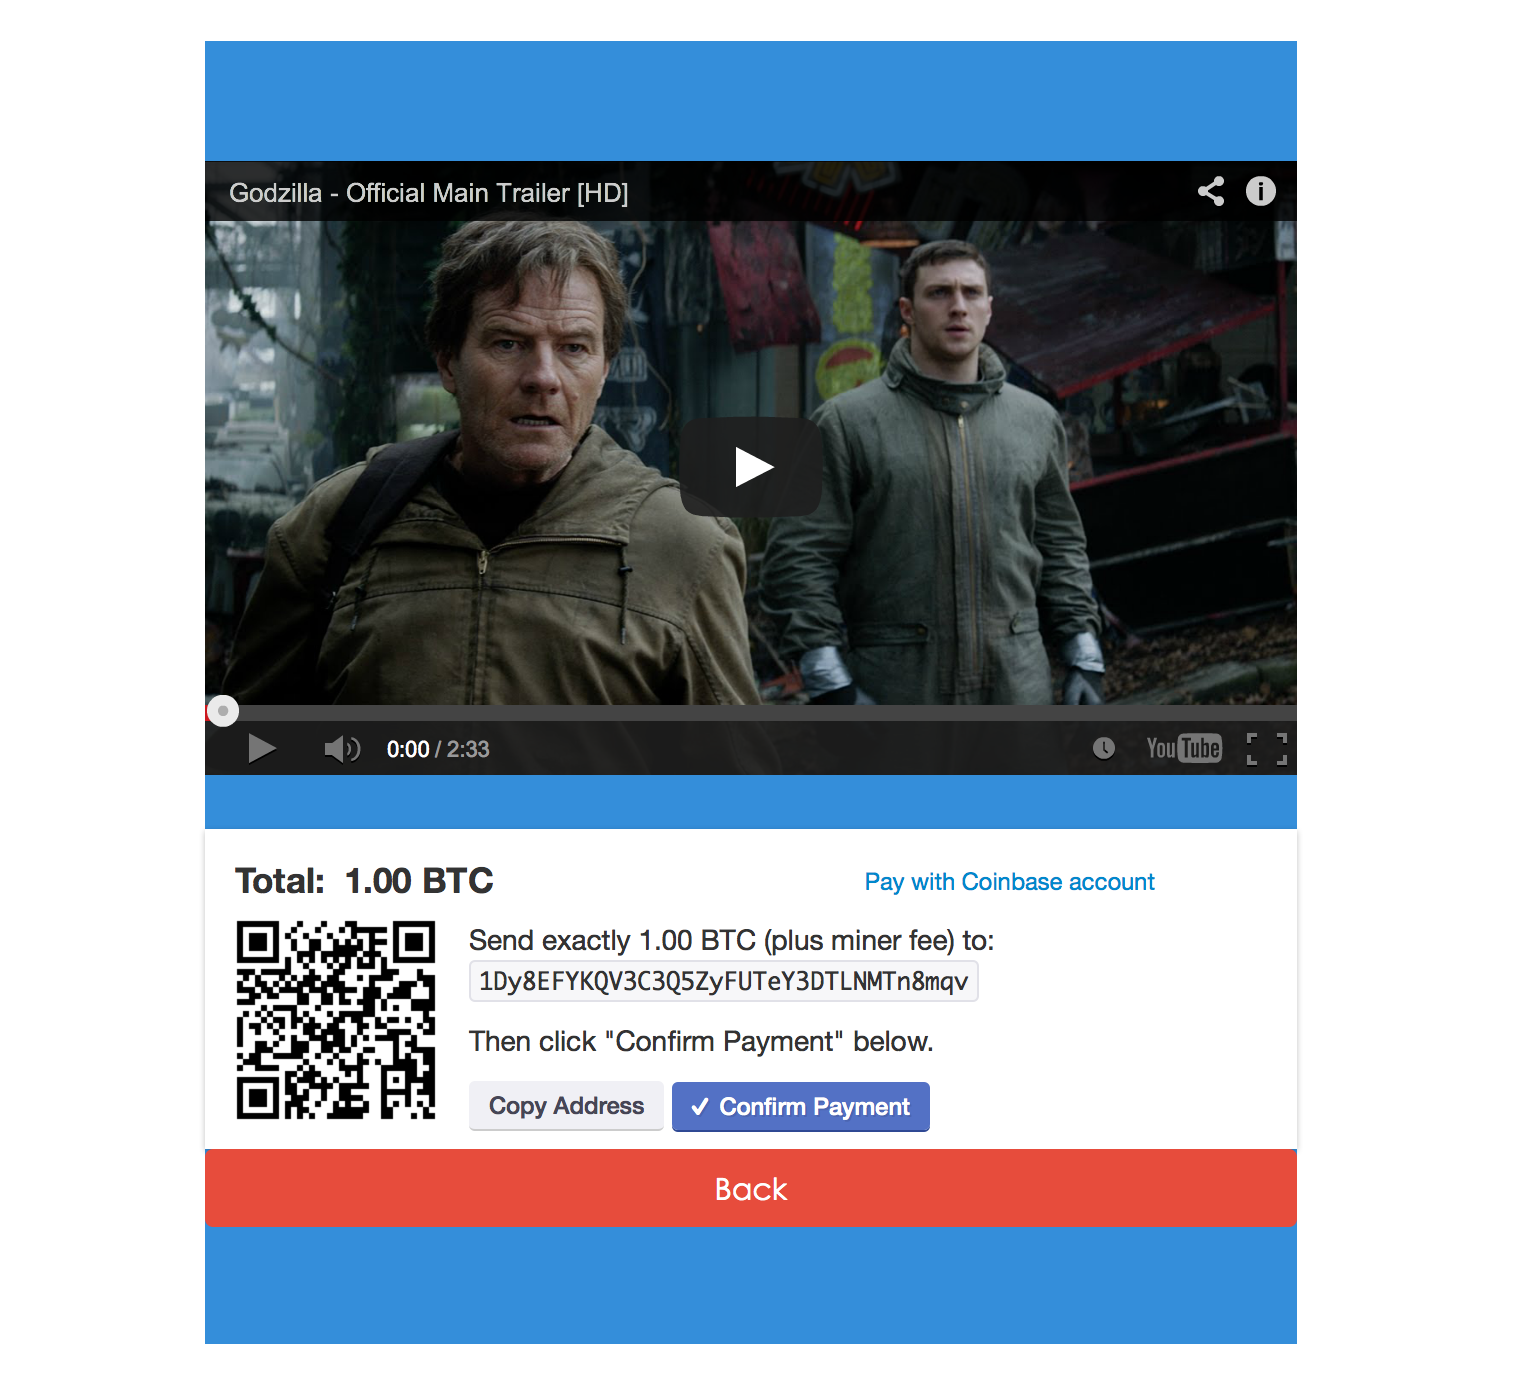 Godzilla - Official Main Trailer [HD]
0:00 / 2:33
YouTube
Total: 1.00 BTC
Pay with Coinbase account
Send exactly 1.00 BTC (plus miner fee) to:
1Dy8EFYKQV3C3Q5ZyFUTeY3DTLNMTn8mqv
Then click "Confirm Payment" below.
Copy Address
✓ Confirm Payment
Back